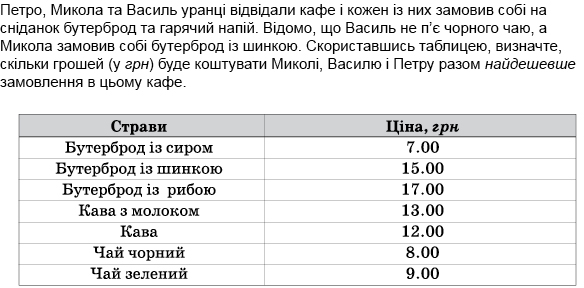 Петро, Микола та Василь уранці відвідали кафе і кожен із них замовив собі на
сніданок бутерброд та гарячий напій. Відомо, що Василь не п’є чорного чаю, а
Микола замовив собі бутерброд із шинкою. Скориставшись таблицею, визначте,
скільки грошей (у грн) буде коштувати Миколі, Василю і Петру разом найдешевше
замовлення в цьому кафе.
Страви Ціна, грн
Бутерброд із сиром 7.00
Бутерброд із шинкою 15.00
Бутерброд із рибою 17.00
Кава з молоком 13.00
Кава 12.00
Чай чорний 8.00
Чай зелений 9.00